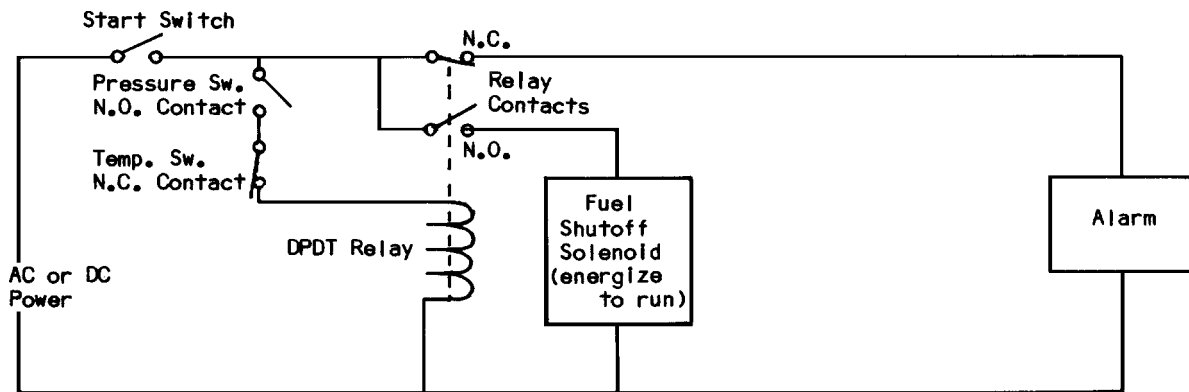 Start Switch
N.C.
Pressure Sw.
N.O. Contact
Relay
Contacts
N.O.
Temp. Sw.
N.C. Contact
Fuel
Shutoff
Solenoid
(energize
to run)
Alarm
DPDT Relay
AC or DC
Power